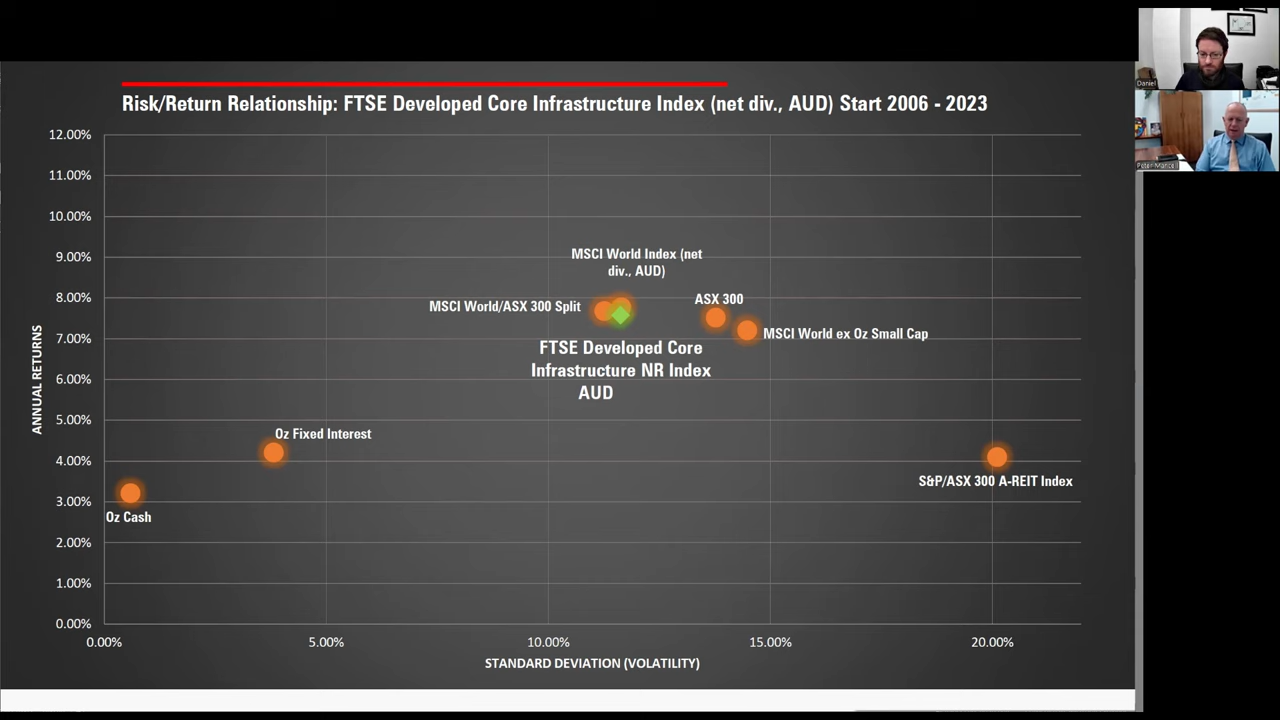 Risk/Return Relationship: FTSE Developed Core Infrastructure Index (net div., AUD) Start 2006 - 2023
12.00%
11.00%
10.00%
9.00%
8.00%
7.00%
6.00%
5.00%
4.00%
3.00%
2.00%
1.00%
0.00%
ANNUAL RETURNS
MSCI World Index (net
div., AUD)
MSCI World/ASX 300 Split
ASX 300
MSCI World ex Oz Small Cap
FTSE Developed Core
Infrastructure NR Index
AUD
Oz Fixed Interest
Oz Cash
S&P/ASX 300 A-REIT Index
0.00%
5.00%
10.00%
15.00%
20.00%
STANDARD DEVIATION (VOLATILITY)
Daniel
Peter